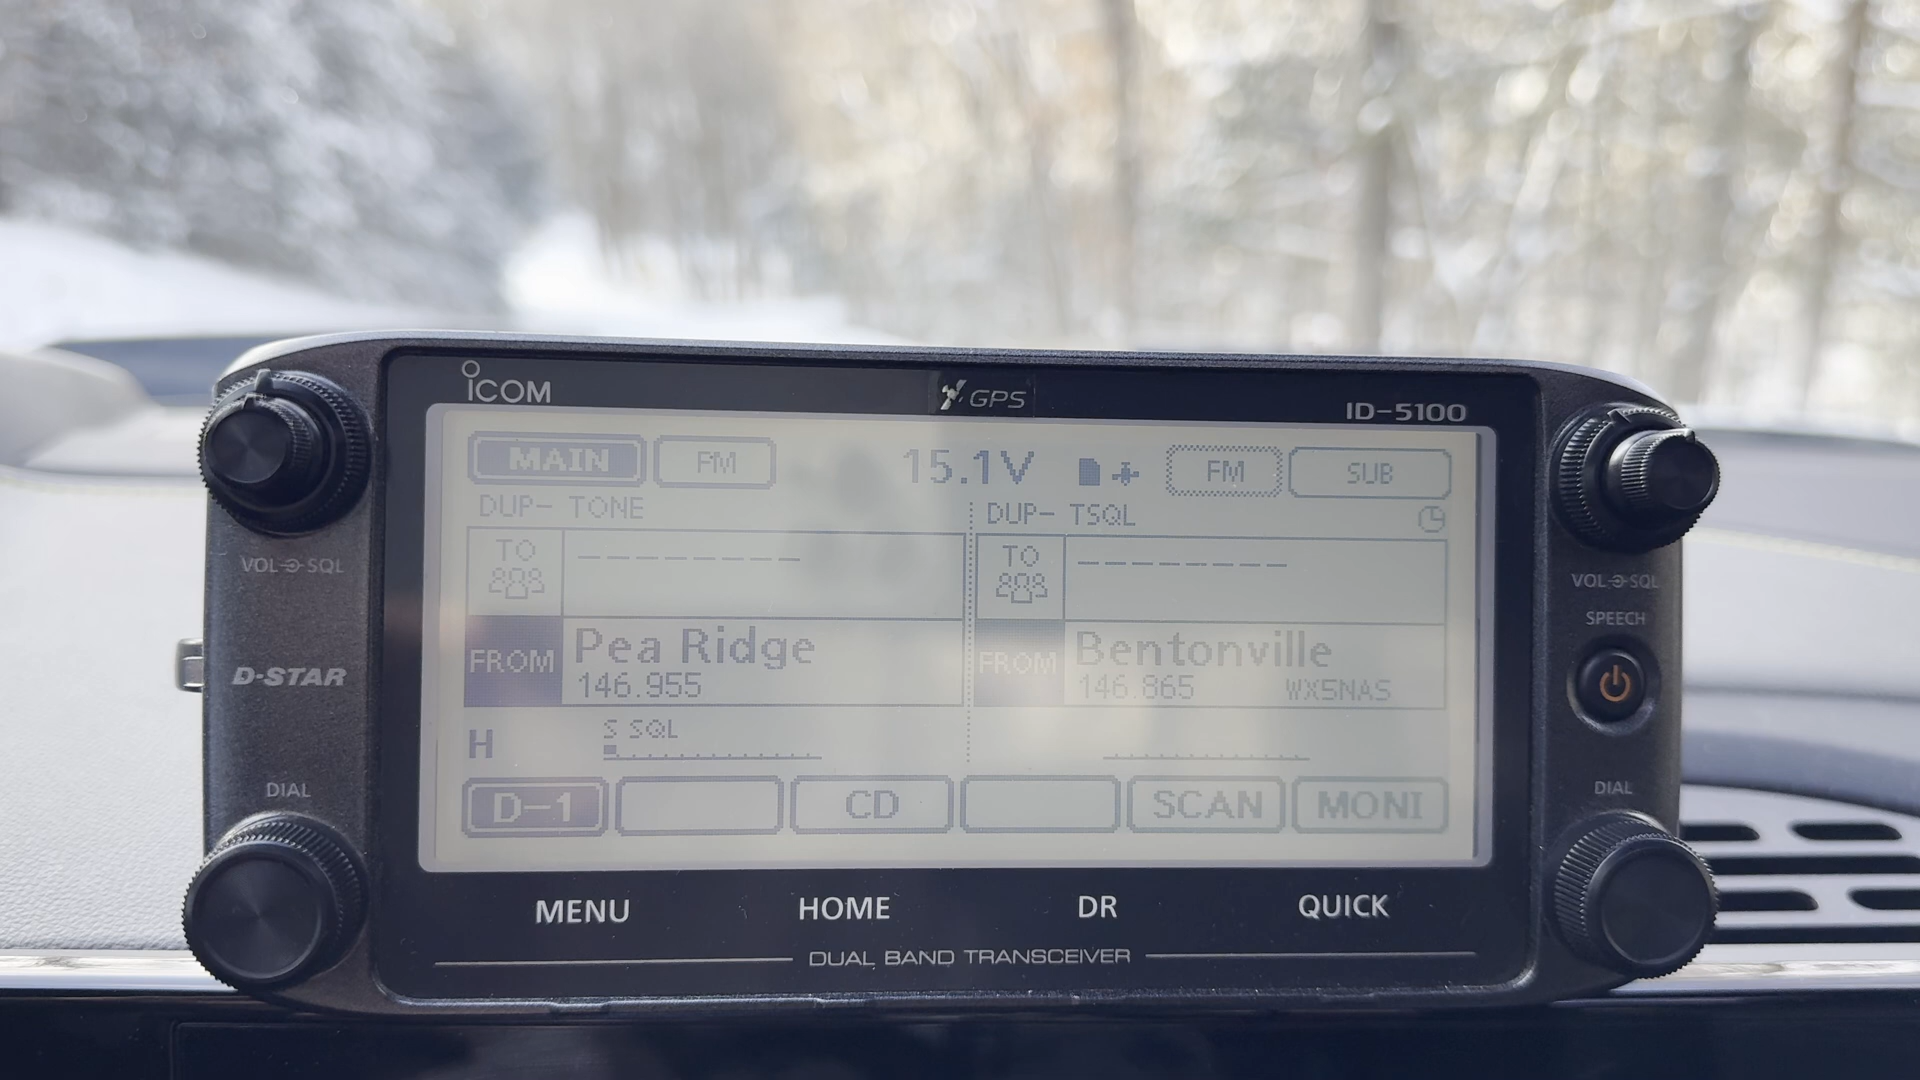 ICOM
GPS
ID-5100
MAIN FM 15.1V FM SUB
DUP- TONE
DUP- TSQL
TO
--------
TO
--------
FROM
Pea Ridge
146.955
FROM
Bentonville
146.865 WX5NAS
H
S SQL
D-1
CD
SCAN
MONI
MENU
HOME
DR
QUICK
DUAL BAND TRANSCEIVER
VOL SQL
D-STAR
DIAL
VOL SQL
SPEECH
DIAL